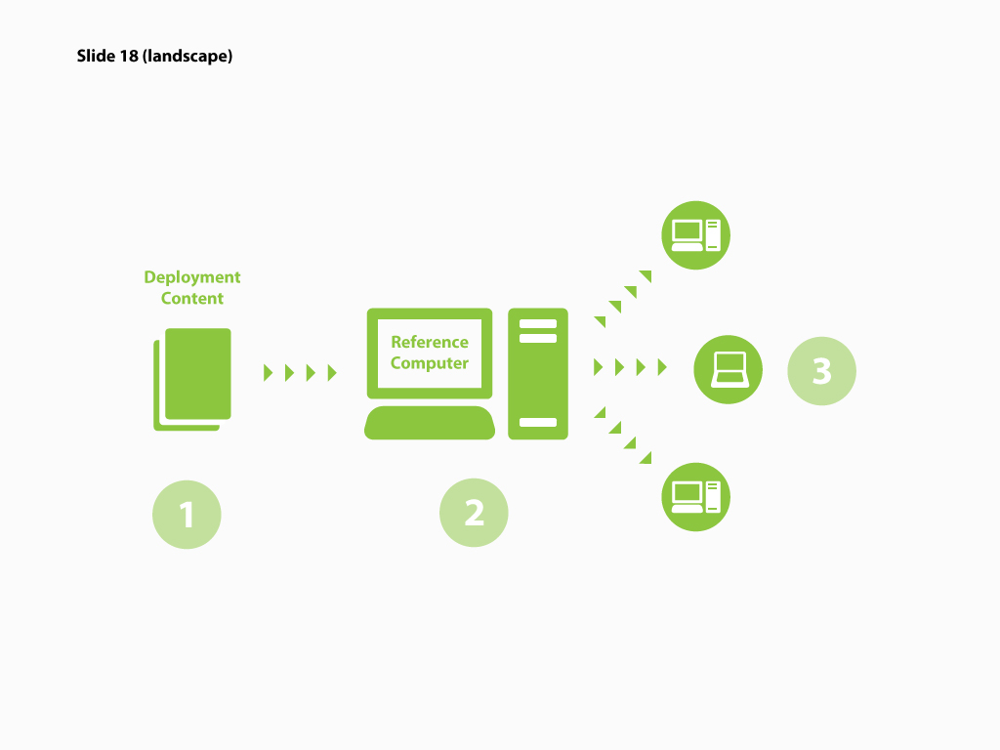 Slide 18 (landscape)
Deployment
Content
Reference
Computer
1
2
3